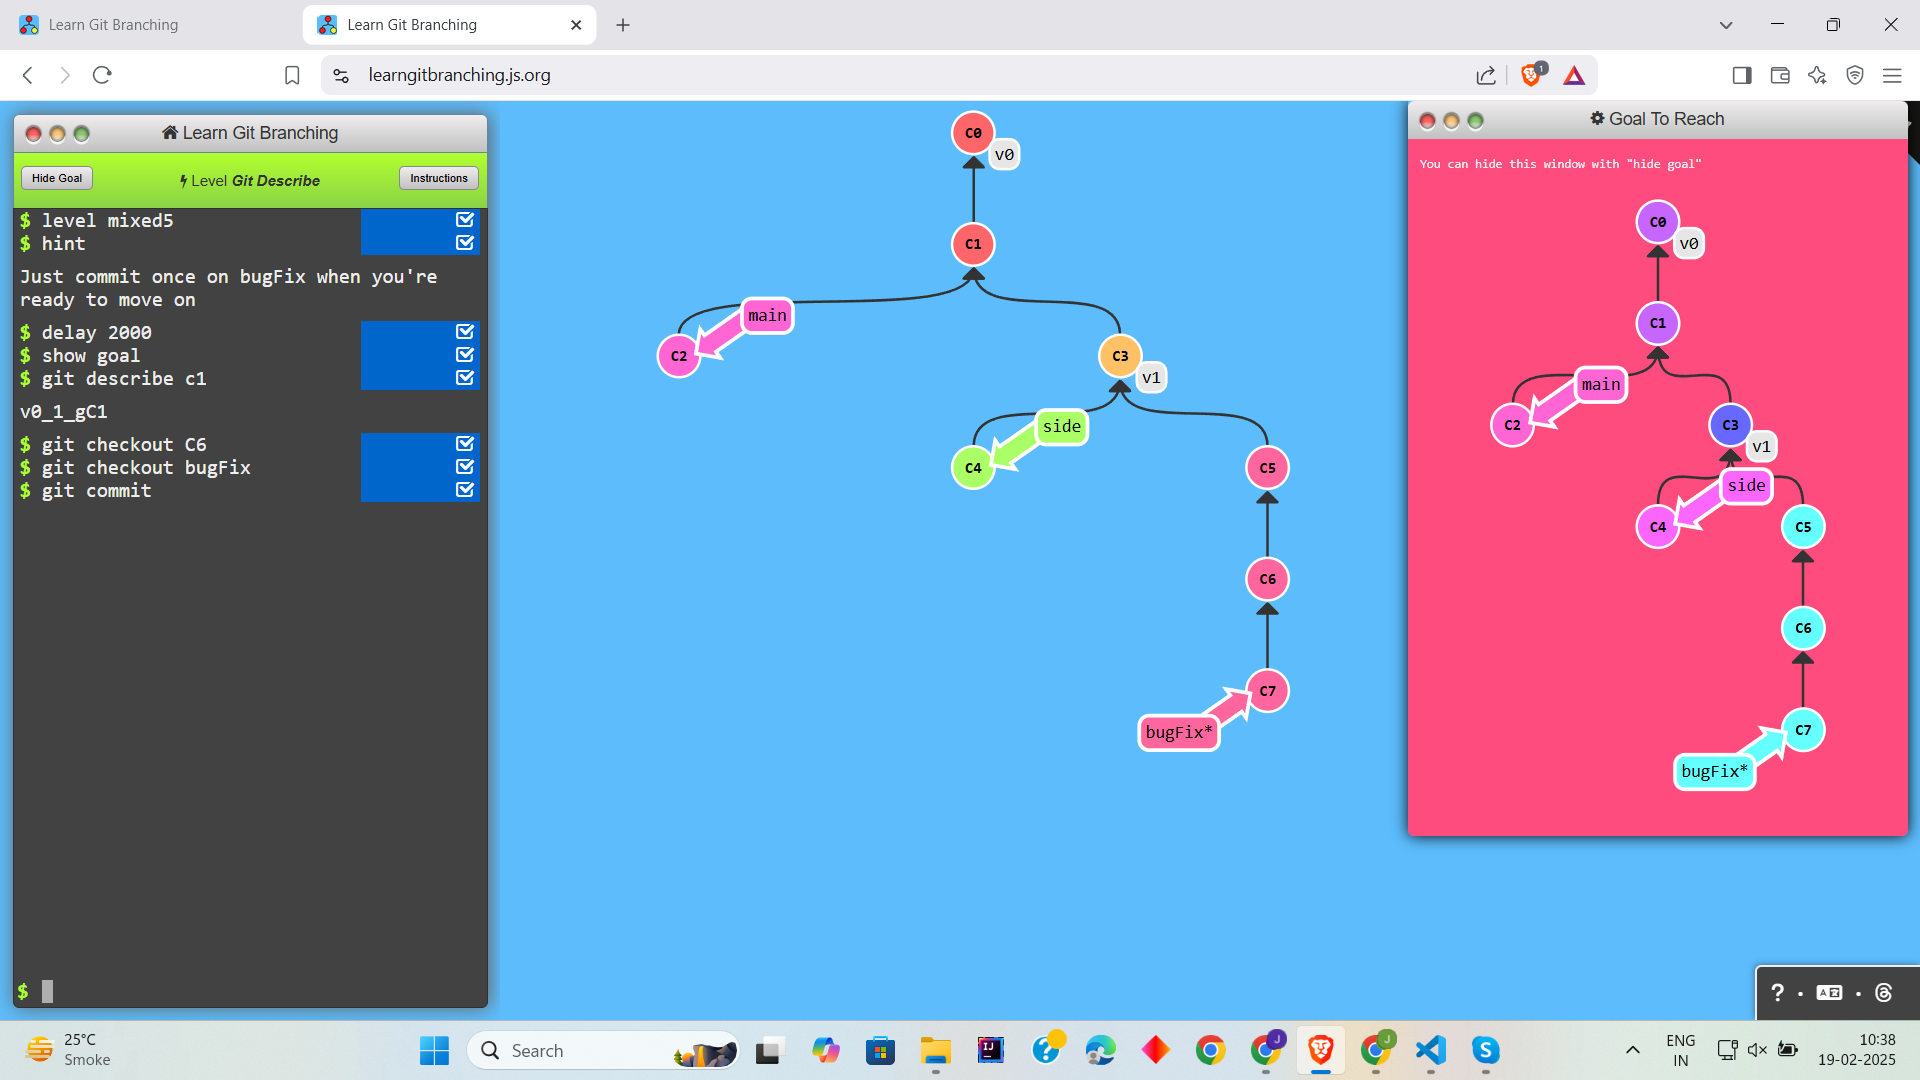 Learn Git Branching
Learn Git Branching
learngitbranching.js.org
1
Learn Git Branching
Hide Goal
Level Git Describe
Instructions
$ level mixed5
$ hint
Just commit once on bugFix when you're
ready to move on
$ delay 2000
$ show goal
$ git describe c1
v0_1_gC1
$ git checkout C6
$ git checkout bugFix
$ git commit
$
C0
v0
C1
main
C2
C3
v1
side
C4
C5
C6
C7
bugFix*
Goal To Reach
You can hide this window with "hide goal"
C0
v0
C1
main
C2
C3
v1
side
C4
C5
C6
C7
bugFix*
?
25°C
Smoke
Search
IJ
J
J
S
ENG
IN
10:38
19-02-2025